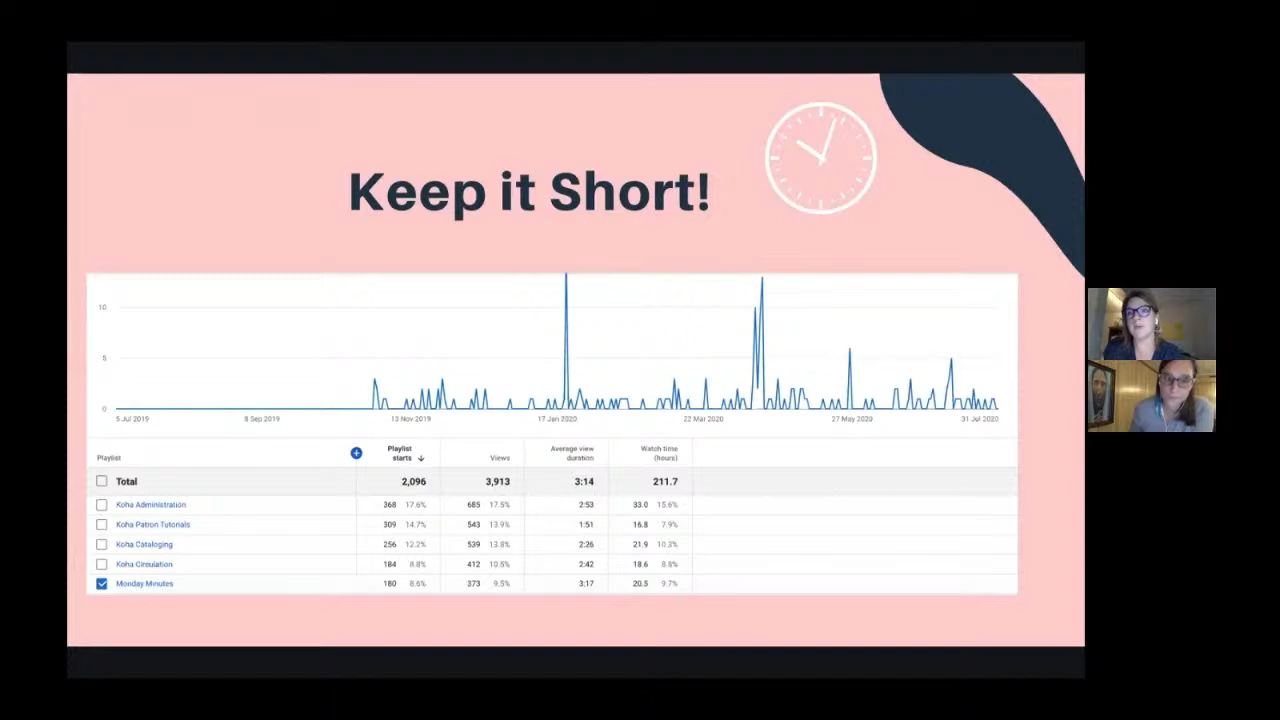 Keep it Short!
10
5
0
5 Jul 2019 8 Sep 2019 13 Nov 2019 17 Jan 2020 22 Mar 2020 27 May 2020 31 Jul 2020
Playlist Playlist starts Views Average view duration Watch time (hours)
Total 2,096 3,913 3:14 211.7
Koha Administration 368 17.6% 685 17.5% 2:53 33.0 15.6%
Koha Patron Tutorials 309 14.7% 543 13.9% 1:51 16.8 7.9%
Koha Cataloging 256 12.2% 539 13.8% 2:26 21.9 10.3%
Koha Circulation 184 8.8% 412 10.5% 2:42 18.6 8.8%
Monday Minutes 180 8.6% 373 9.5% 3:17 20.5 9.7%